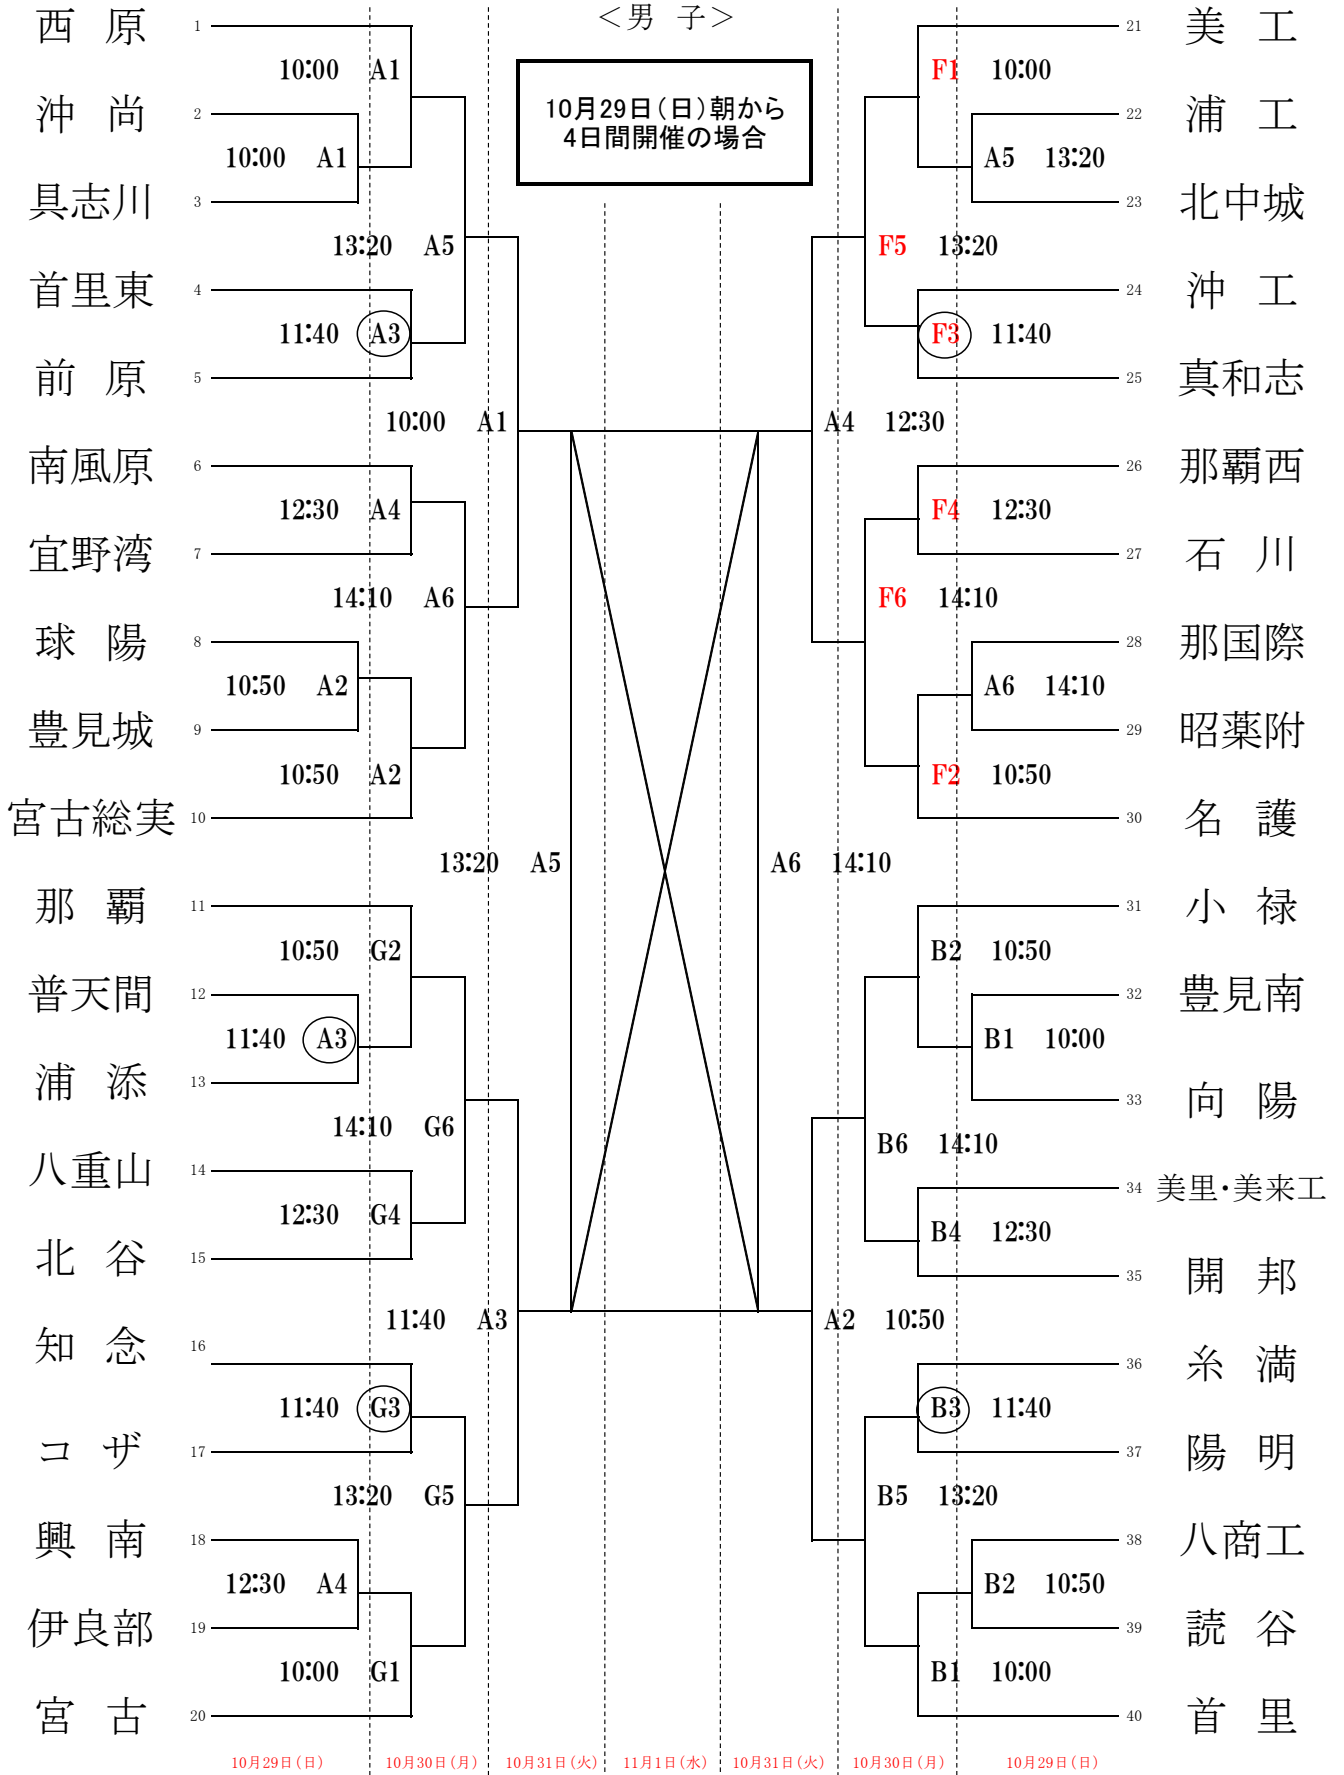 ＜男 子＞
10月29日(日)朝から
4日間開催の場合
西 原 1
10:00 A1
沖 尚 2
10:00 A1
具志川 3
13:20 A5
首里東 4
11:40 A3
前 原 5
10:00 A1
南風原 6
12:30 A4
宜野湾 7
14:10 A6
球 陽 8
10:50 A2
豊見城 9
10:50 A2
宮古総実 10
13:20 A5
那 覇 11
10:50 G2
普天間 12
11:40 A3
浦 添 13
14:10 G6
八重山 14
12:30 G4
北 谷 15
11:40 A3
知 念 16
11:40 G3
コ ザ 17
13:20 G5
興 南 18
12:30 A4
伊良部 19
10:00 G1
宮 古 20
21 美 工
F1 10:00
22 浦 工
A5 13:20
23 北中城
F5 13:20
24 沖 工
F3 11:40
25 真和志
A4 12:30
26 那覇西
F4 12:30
27 石 川
F6 14:10
28 那国際
A6 14:10
29 昭薬附
F2 10:50
30 名 護
A6 14:10
31 小 禄
B2 10:50
32 豊見南
B1 10:00
33 向 陽
B6 14:10
34 美里・美来工
B4 12:30
35 開 邦
A2 10:50
36 糸 満
B3 11:40
37 陽 明
B5 13:20
38 八商工
B2 10:50
39 読 谷
B1 10:00
40 首 里
10月29日(日) 10月30日(月) 10月31日(火) 11月1日(水) 10月31日(火) 10月30日(月) 10月29日(日)